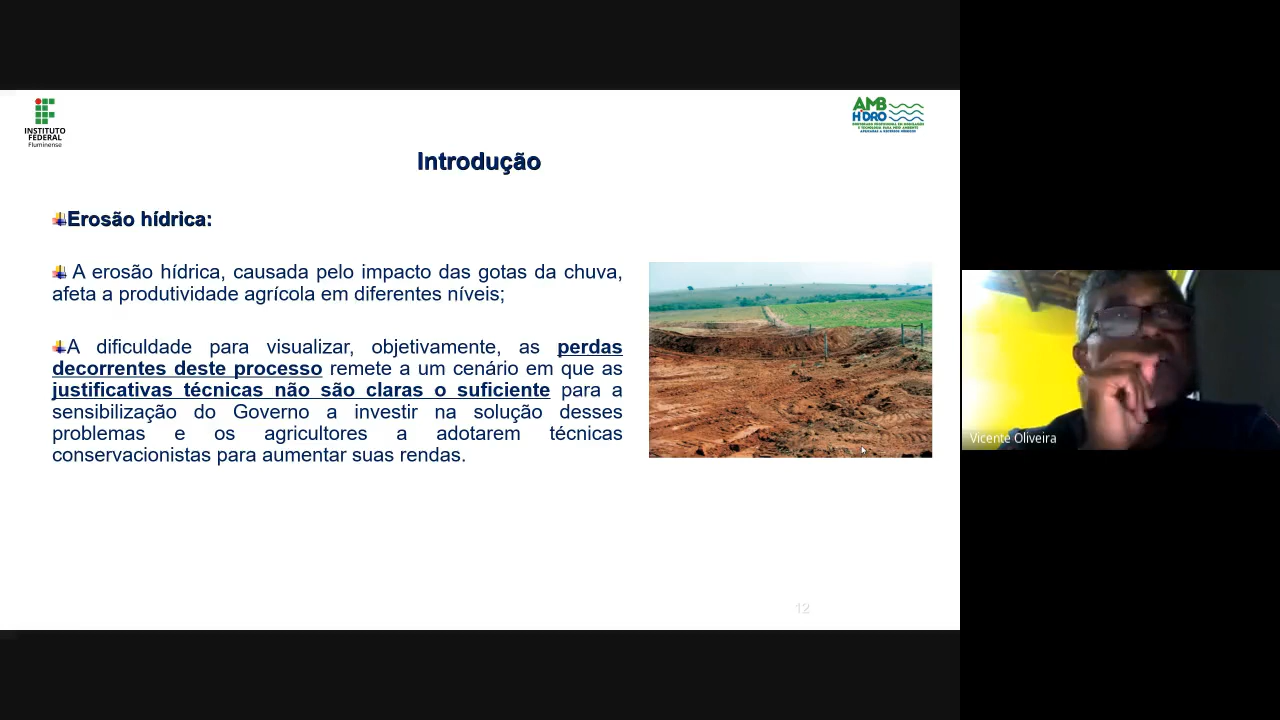 INSTITUTO
FEDERAL
Fluminense
AMB
HIDRO
Introdução
Erosão hídrica:
A erosão hídrica, causada pelo impacto das gotas da chuva,
afeta a produtividade agrícola em diferentes níveis;
A dificuldade para visualizar, objetivamente, as perdas
decorrentes deste processo remete a um cenário em que as
justificativas técnicas não são claras o suficiente para a
sensibilização do Governo a investir na solução desses
problemas e os agricultores a adotarem técnicas
conservacionistas para aumentar suas rendas.
Vicente Oliveira
12